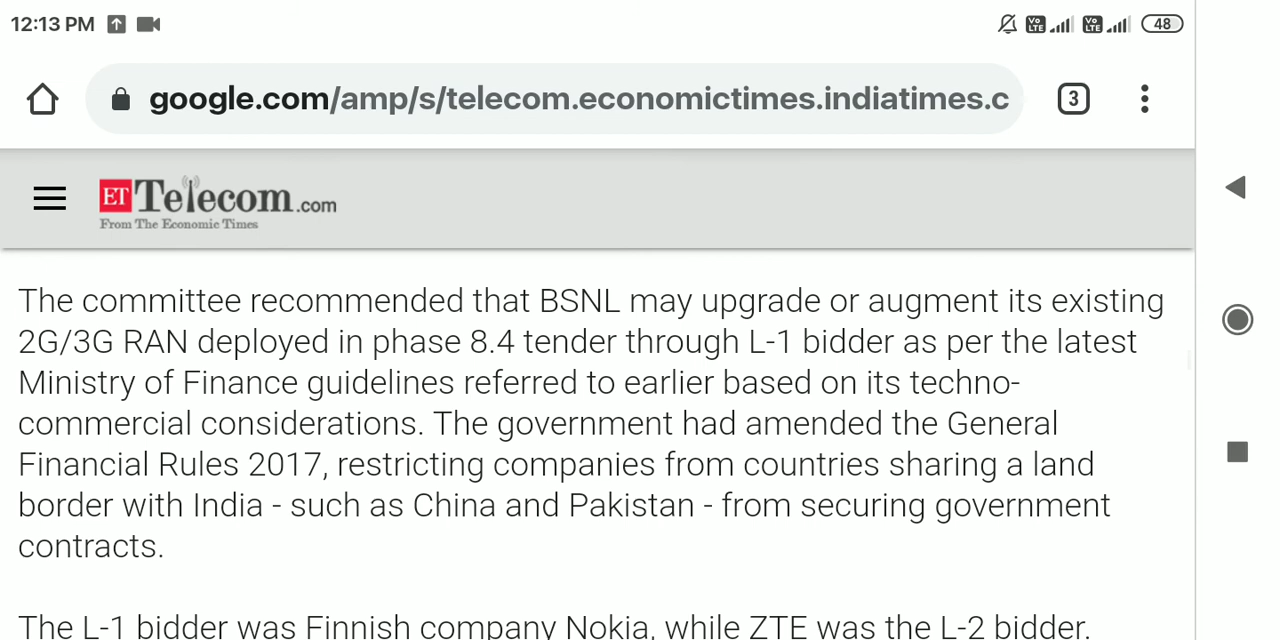 12:13 PM
Vo LTE
Vo LTE
48
google.com/amp/s/telecom.economictimes.indiatimes.c
3
ET Telecom.com
From The Economic Times
The committee recommended that BSNL may upgrade or augment its existing
2G/3G RAN deployed in phase 8.4 tender through L-1 bidder as per the latest
Ministry of Finance guidelines referred to earlier based on its techno-
commercial considerations. The government had amended the General
Financial Rules 2017, restricting companies from countries sharing a land
border with India - such as China and Pakistan - from securing government
contracts.
The L-1 bidder was Finnish company Nokia, while ZTE was the L-2 bidder.